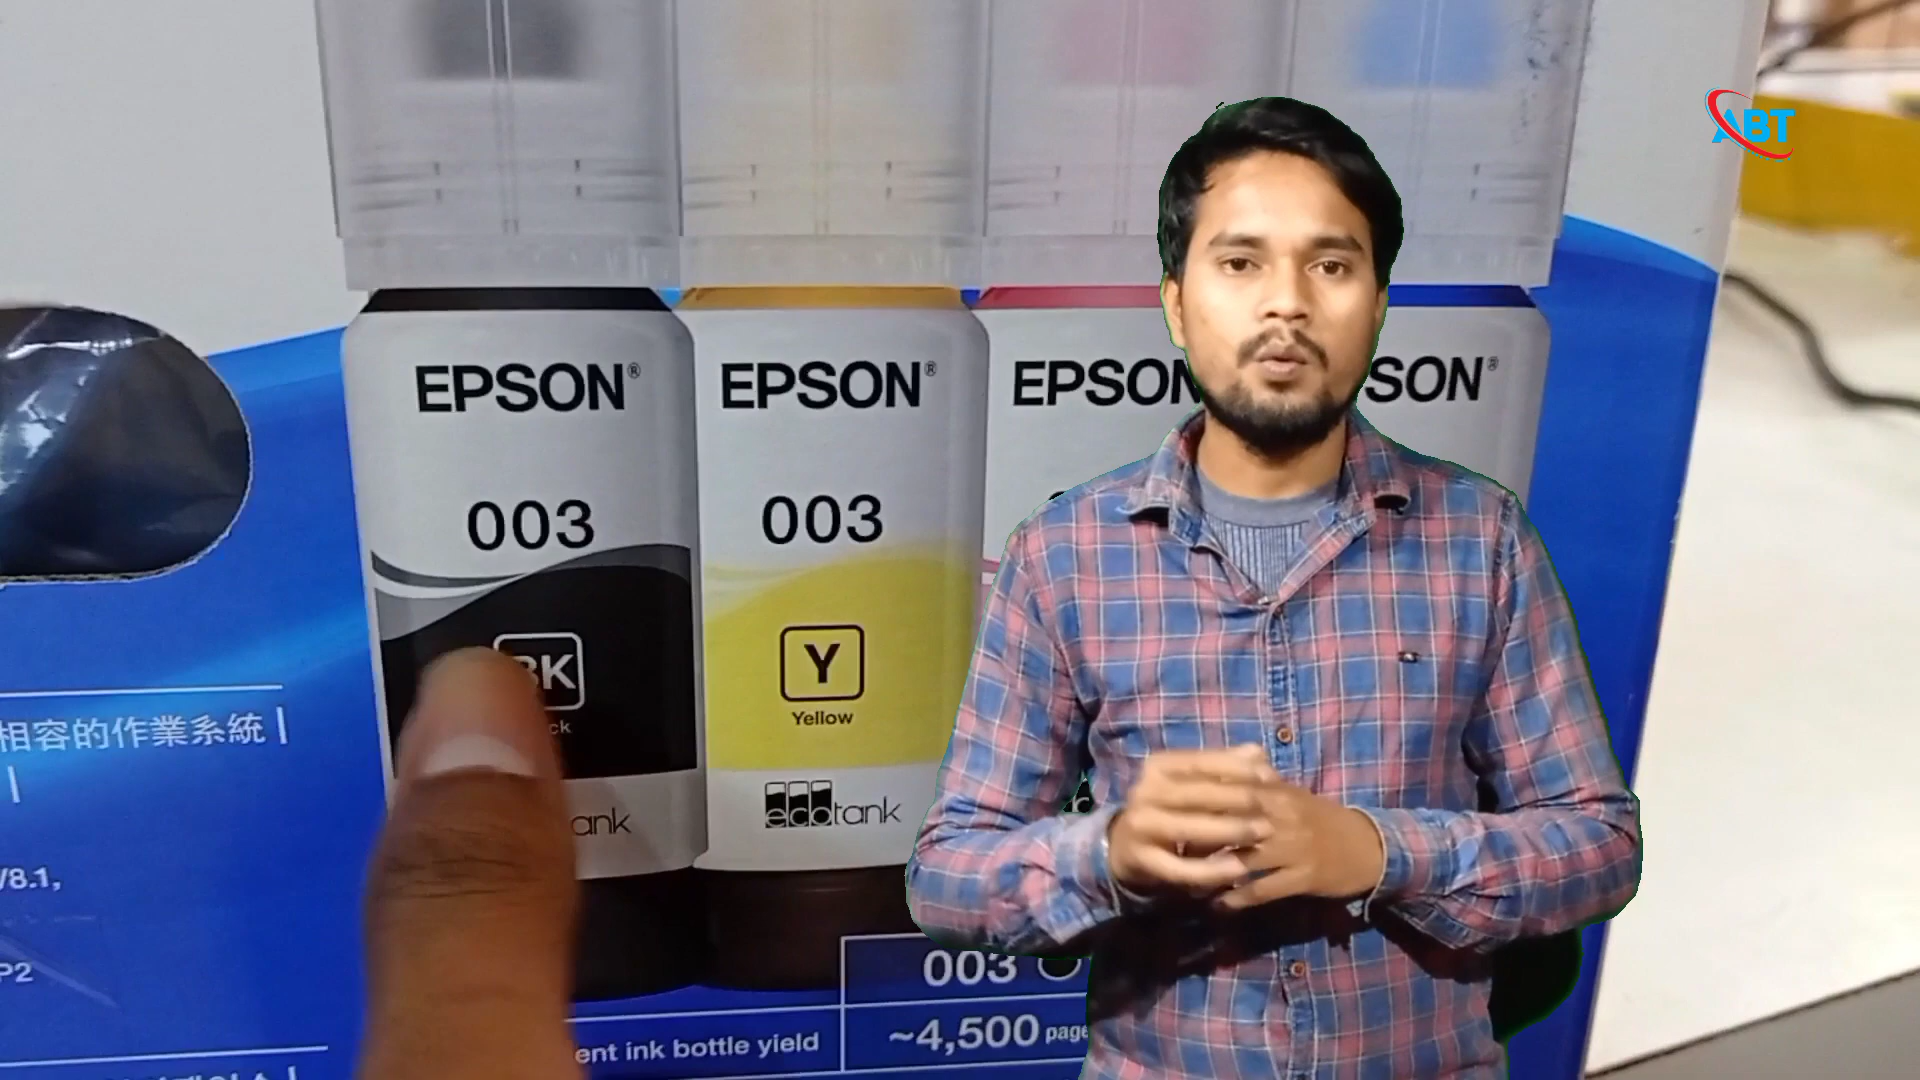 ABT
EPSON®
EPSON®
EPSON
SON®
003
003
BK
Y
Yellow
ecotank
ank
相容的作業系統
/8.1,
P2
003
ent ink bottle yield
~4,500 page